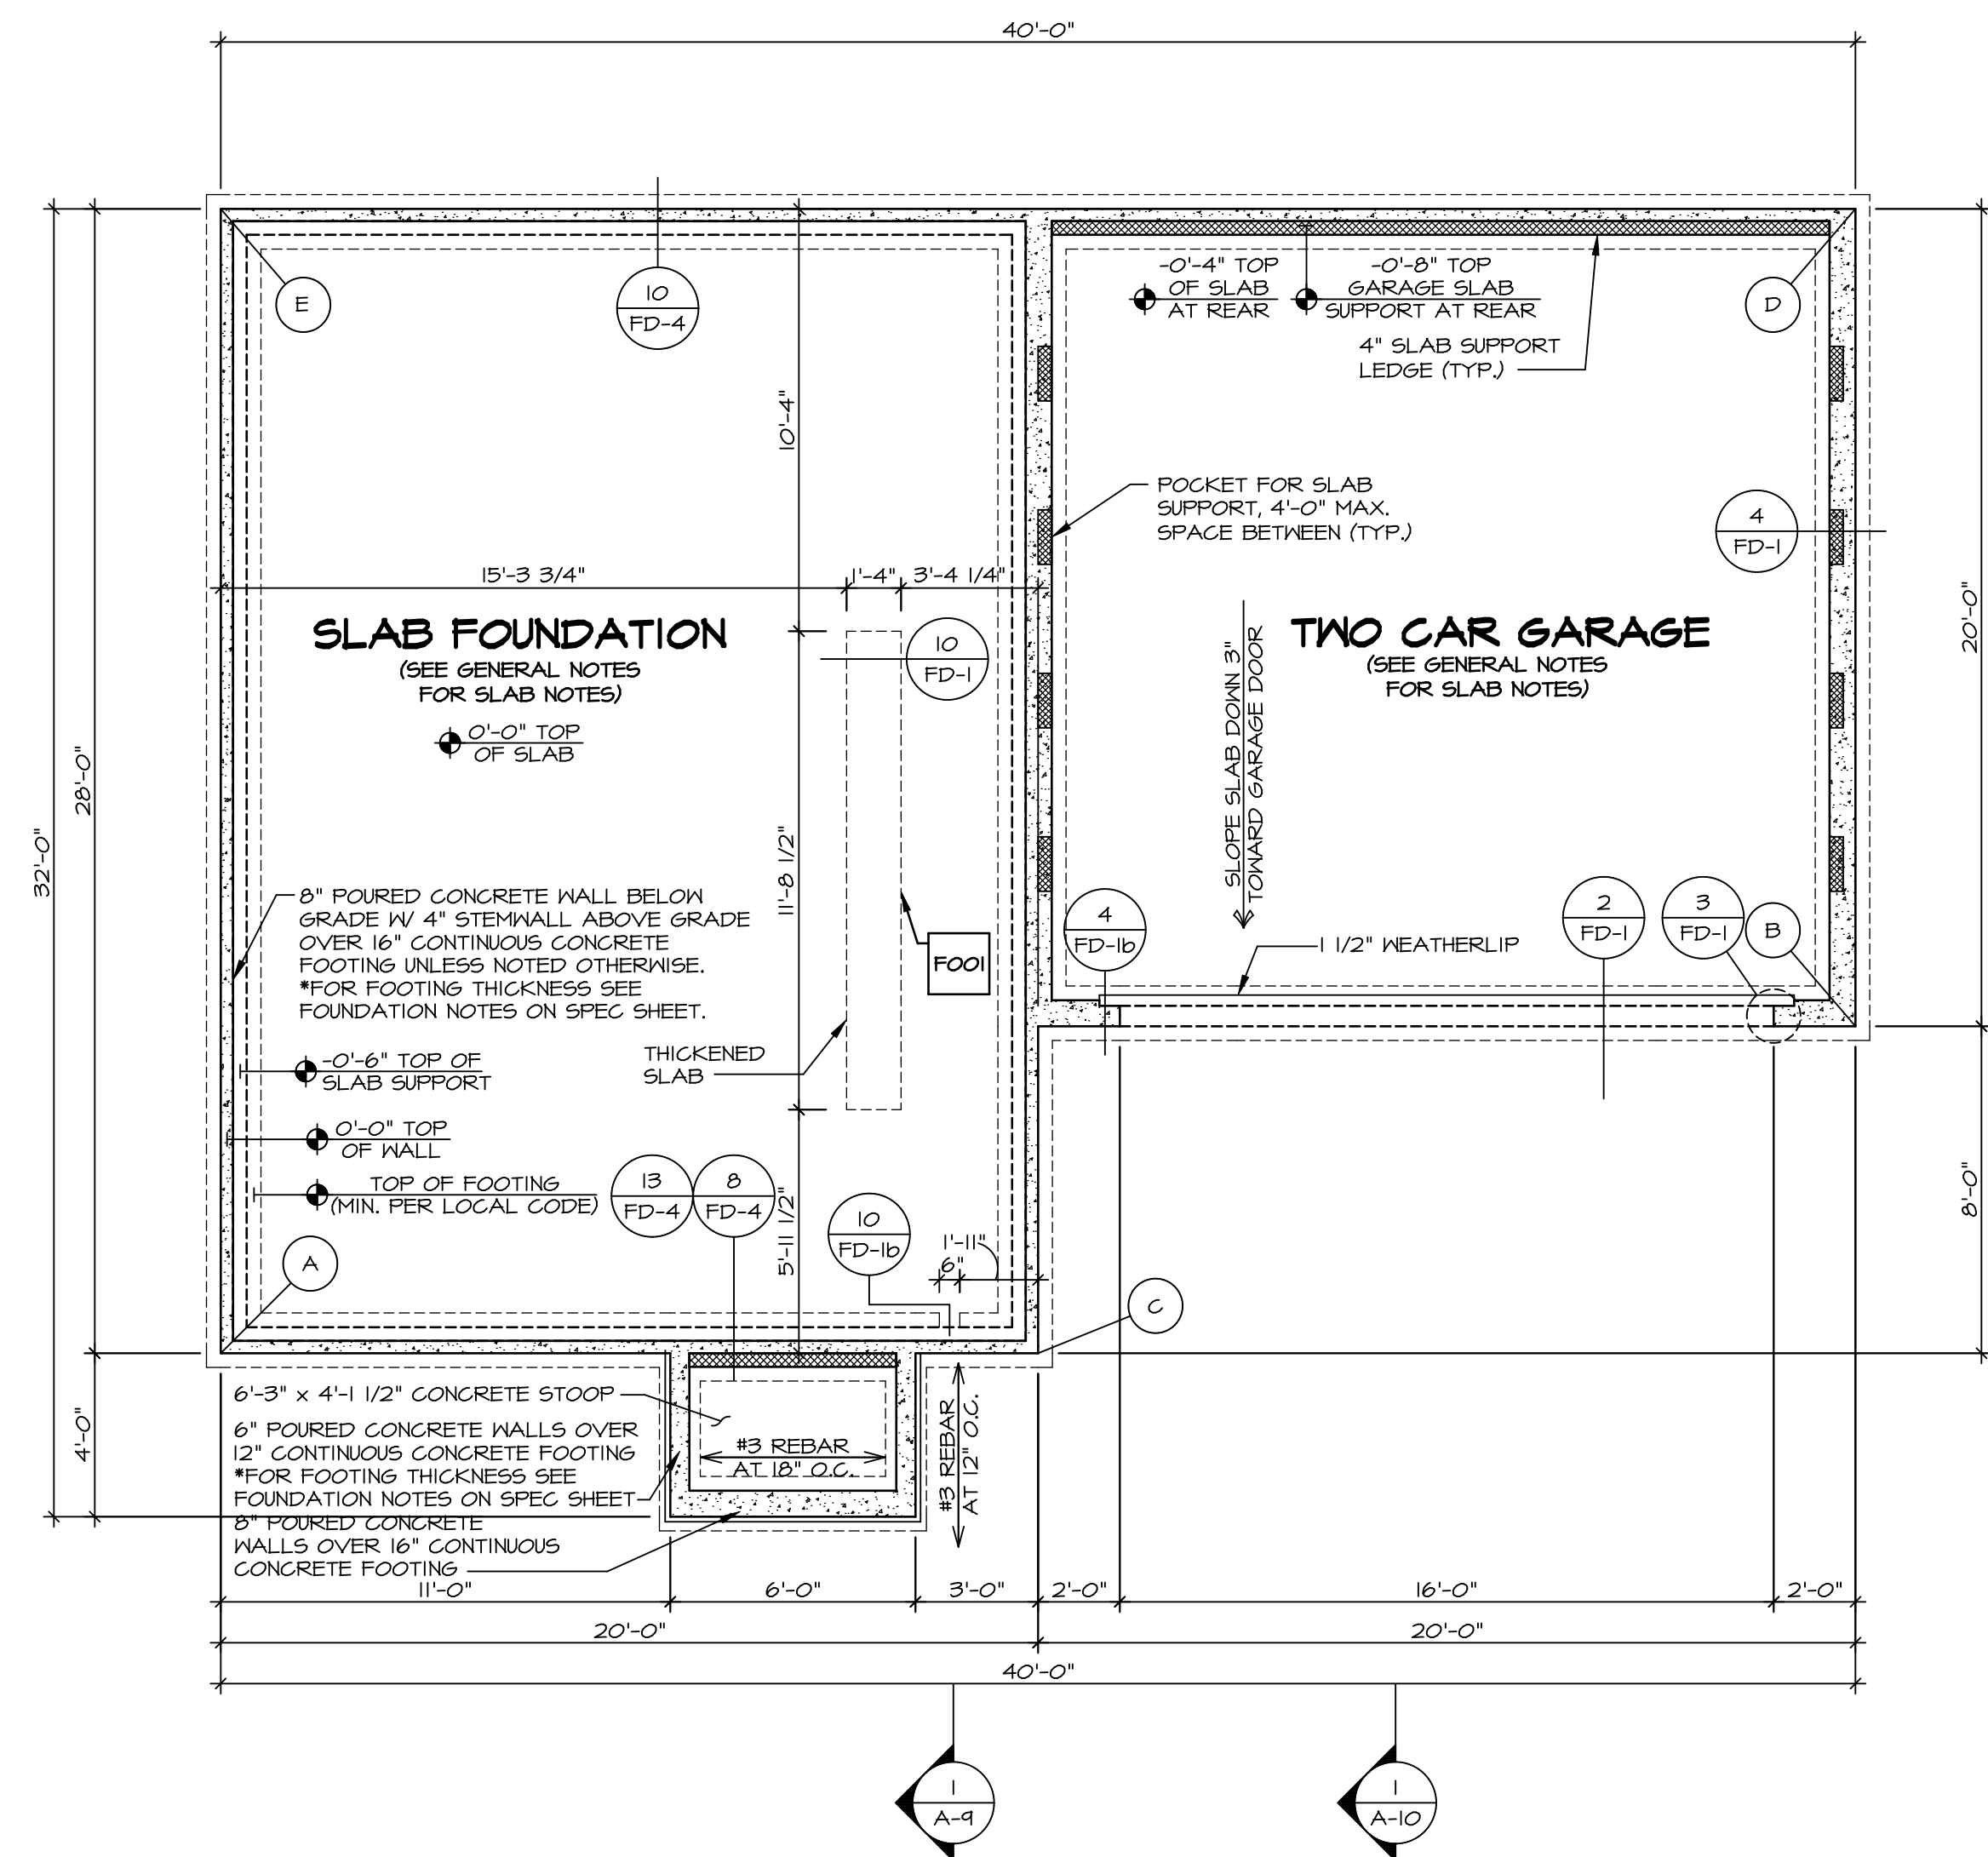 40'-0"
E
10
FD-4
-0'-4" TOP
OF SLAB
AT REAR
-0'-8" TOP
GARAGE SLAB
SUPPORT AT REAR
D
4" SLAB SUPPORT
LEDGE (TYP.)
10'-4"
POCKET FOR SLAB
SUPPORT, 4'-0" MAX.
SPACE BETWEEN (TYP.)
4
FD-1
15'-3 3/4"
1'-4"
3'-4 1/4"
20'-0"
SLAB FOUNDATION
(SEE GENERAL NOTES
FOR SLAB NOTES)
10
FD-1
TWO CAR GARAGE
(SEE GENERAL NOTES
FOR SLAB NOTES)
SLOPE SLAB DOWN 3"
TOWARD GARAGE DOOR
0'-0" TOP
OF SLAB
28'-0"
32'-0"
11'-8 1/2"
8" POURED CONCRETE WALL BELOW
GRADE W/ 4" STEMWALL ABOVE GRADE
OVER 16" CONTINUOUS CONCRETE
FOOTING UNLESS NOTED OTHERWISE.
*FOR FOOTING THICKNESS SEE
FOUNDATION NOTES ON SPEC SHEET.
F001
4
FD-1b
1 1/2" WEATHERLIP
2
FD-1
3
FD-1
B
THICKENED
SLAB
-0'-6" TOP OF
SLAB SUPPORT
0'-0" TOP
OF WALL
TOP OF FOOTING
(MIN. PER LOCAL CODE)
13
FD-4
8
FD-4
5'-11 1/2"
10
FD-1b
1'-11"
6"
8'-0"
A
C
4'-0"
6'-3" x 4'-1 1/2" CONCRETE STOOP
6" POURED CONCRETE WALLS OVER
12" CONTINUOUS CONCRETE FOOTING
*FOR FOOTING THICKNESS SEE
FOUNDATION NOTES ON SPEC SHEET
8" POURED CONCRETE
WALLS OVER 16" CONTINUOUS
CONCRETE FOOTING
#3 REBAR
AT 18" O.C.
#3 REBAR
AT 12" O.C.
11'-0"
6'-0"
3'-0"
2'-0"
16'-0"
2'-0"
20'-0"
20'-0"
40'-0"
1
A-9
1
A-10